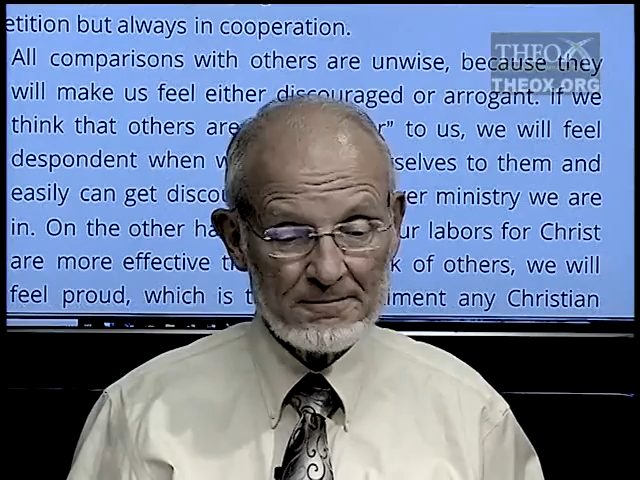 etition but always in cooperation.
All comparisons with others are unwise, because they
will make us feel either discouraged or arrogant. If we
think that others are r" to us, we will feel
despondent when w selves to them and
easily can get discou er ministry we are
in. On the other ha ur labors for Christ
are more effective th k of others, we will
feel proud, which is t iment any Christian
THEOX
THEOX.ORG